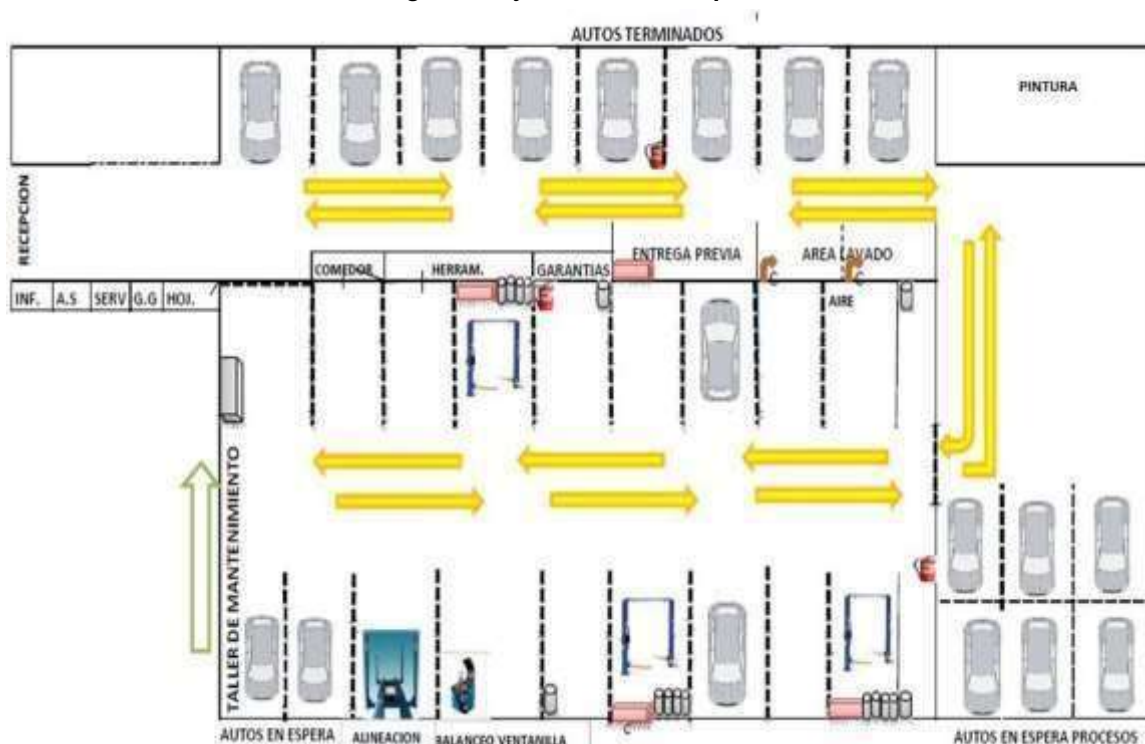 AUTOS TERMINADOS
PINTURA
RECEPCION
ENTREGA PREVIA
AREA LAVADO
COMEDOR
HERRAM.
GARANTIAS
INF.
A.S
SERV
G.G
HOJ.
AIRE
TALLER DE MANTENIMIENTO
AUTOS EN ESPERA
ALINEACION
BALANCEO VENTANILLA
AUTOS EN ESPERA PROCESOS